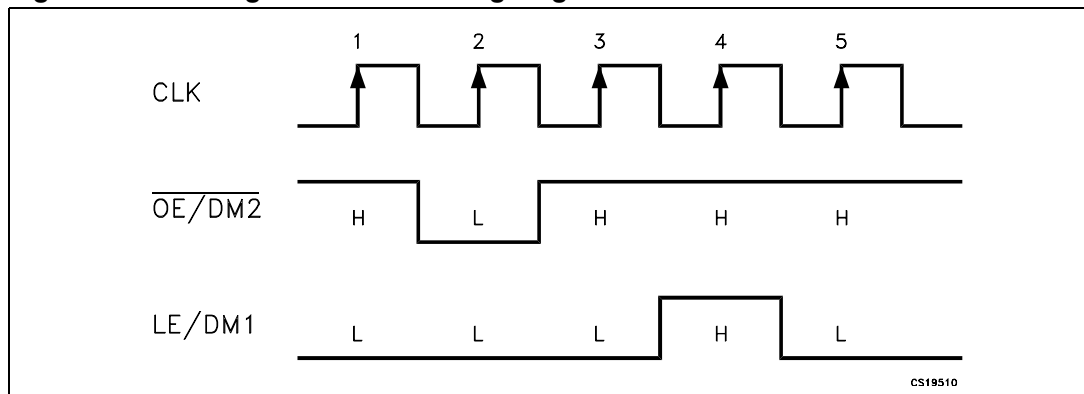 1 2 3 4 5
CLK
OE/DM2
H L H H H
LE/DM1
L L L H L
CS19510